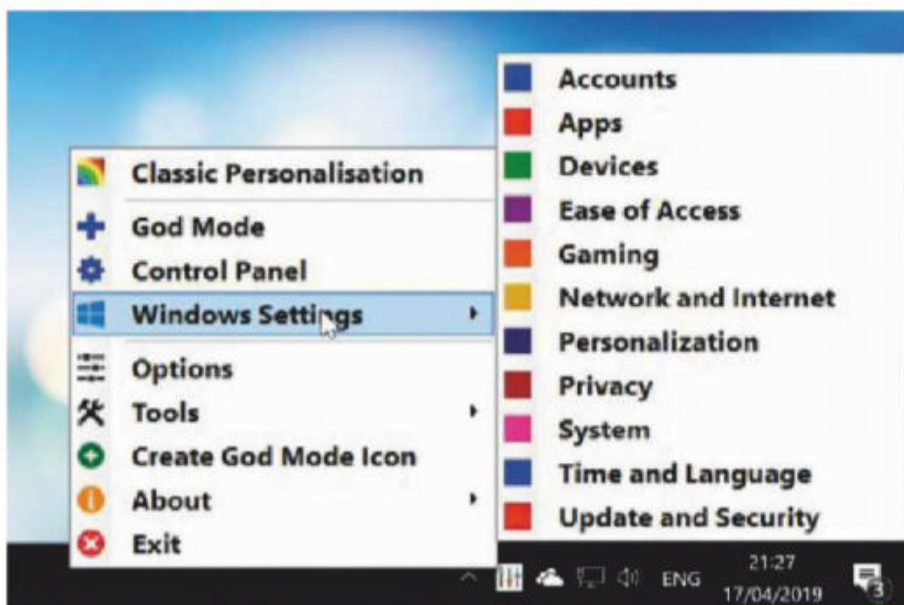 Classic Personalisation
God Mode
Control Panel
Windows Settings
Options
Tools
Create God Mode Icon
About
Exit
Accounts
Apps
Devices
Ease of Access
Gaming
Network and Internet
Personalization
Privacy
System
Time and Language
Update and Security
ENG
21:27
17/04/2019
3